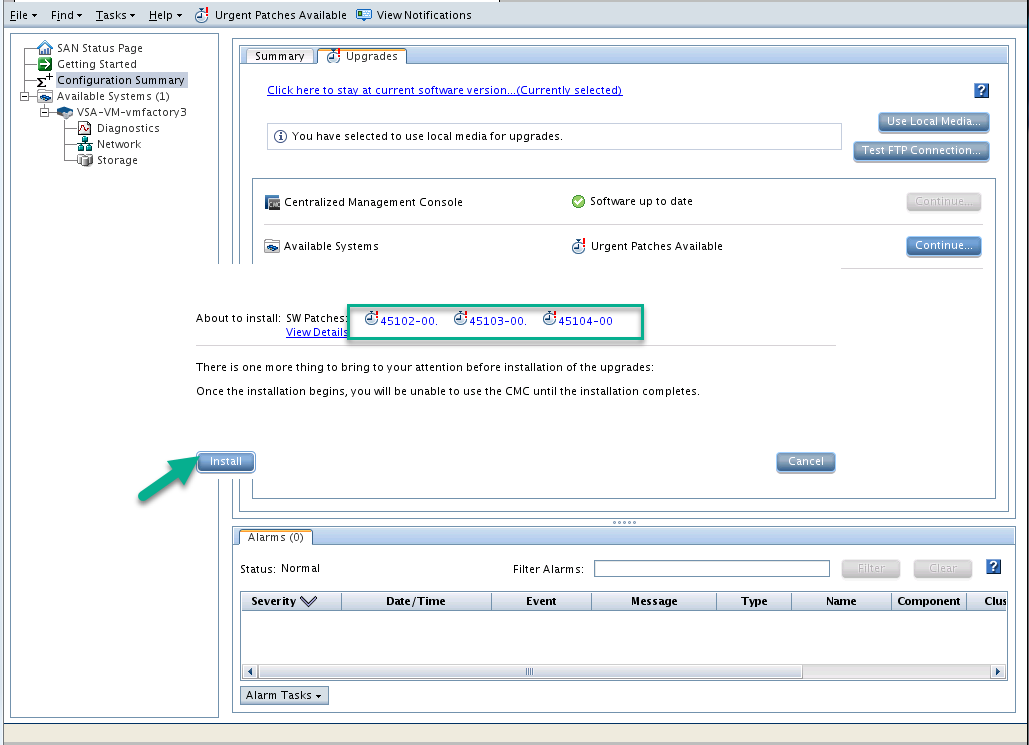 File Find Tasks Help Urgent Patches Available View Notifications
SAN Status Page
Getting Started
Configuration Summary
Available Systems (1)
VSA-VM-vmfactory3
Diagnostics
Network
Storage
Summary Upgrades
Click here to stay at current software version...(Currently selected)
You have selected to use local media for upgrades.
Use Local Media...
Test FTP Connection...
Centralized Management Console Software up to date Continue...
Available Systems Urgent Patches Available Continue...
About to install: SW Patches: 45102-00. 45103-00. 45104-00
View Details
There is one more thing to bring to your attention before installation of the upgrades:
Once the installation begins, you will be unable to use the CMC until the installation completes.
Install Cancel
Alarms (0)
Status: Normal Filter Alarms: Filter Clear
Severity Date/Time Event Message Type Name Component Clus
Alarm Tasks